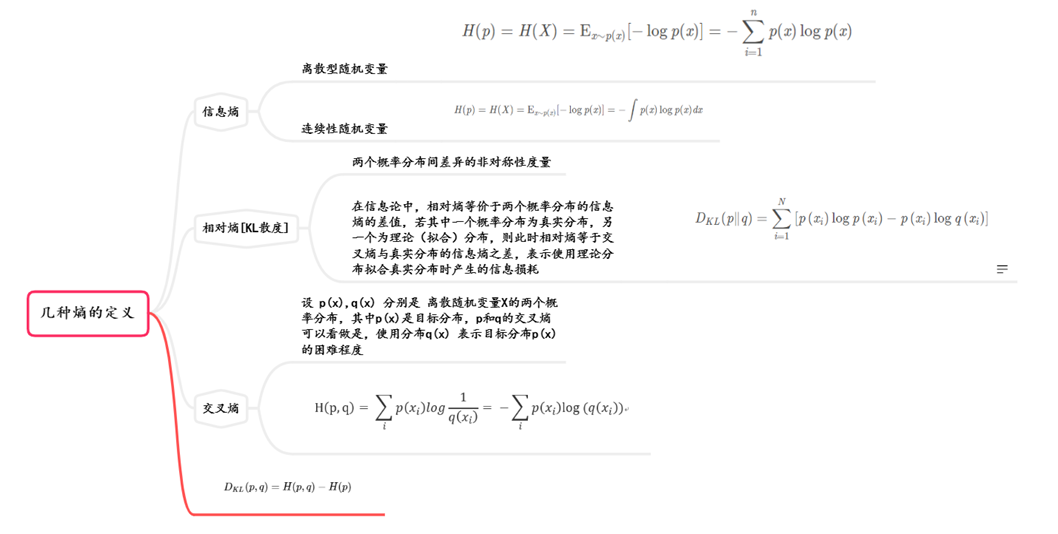 H(p) = H(X) = E_{x∼p(x)}[− log p(x)] = − ∑_{i=1}^{n} p(x) log p(x)
离散型随机变量
信息熵
H(p) = H(X) = E_{x∼p(x)}[− log p(x)] = − ∫ p(x) log p(x)dx
连续性随机变量
两个概率分布间差异的非对称性度量
相对熵[KL散度]
在信息论中，相对熵等价于两个概率分布的信息
熵的差值，若其中一个概率分布为真实分布，另
一个为理论（拟合）分布，则此时相对熵等于交
叉熵与真实分布的信息熵之差，表示使用理论分
布拟合真实分布时产生的信息损耗
D_{KL}(p∥q) = ∑_{i=1}^{N} [p (x_i) log p (x_i) − p (x_i) log q (x_i)]
几种熵的定义
设 p(x),q(x) 分别是 离散随机变量X的两个概
率分布，其中p(x)是目标分布，p和q的交叉熵
可以看做是，使用分布q(x) 表示目标分布p(x)
的困难程度
交叉熵
H(p,q) = ∑_i p(x_i)log 1/q(x_i) = − ∑_i p(x_i)log (q(x_i))
D_{KL}(p,q) = H(p,q) − H(p)